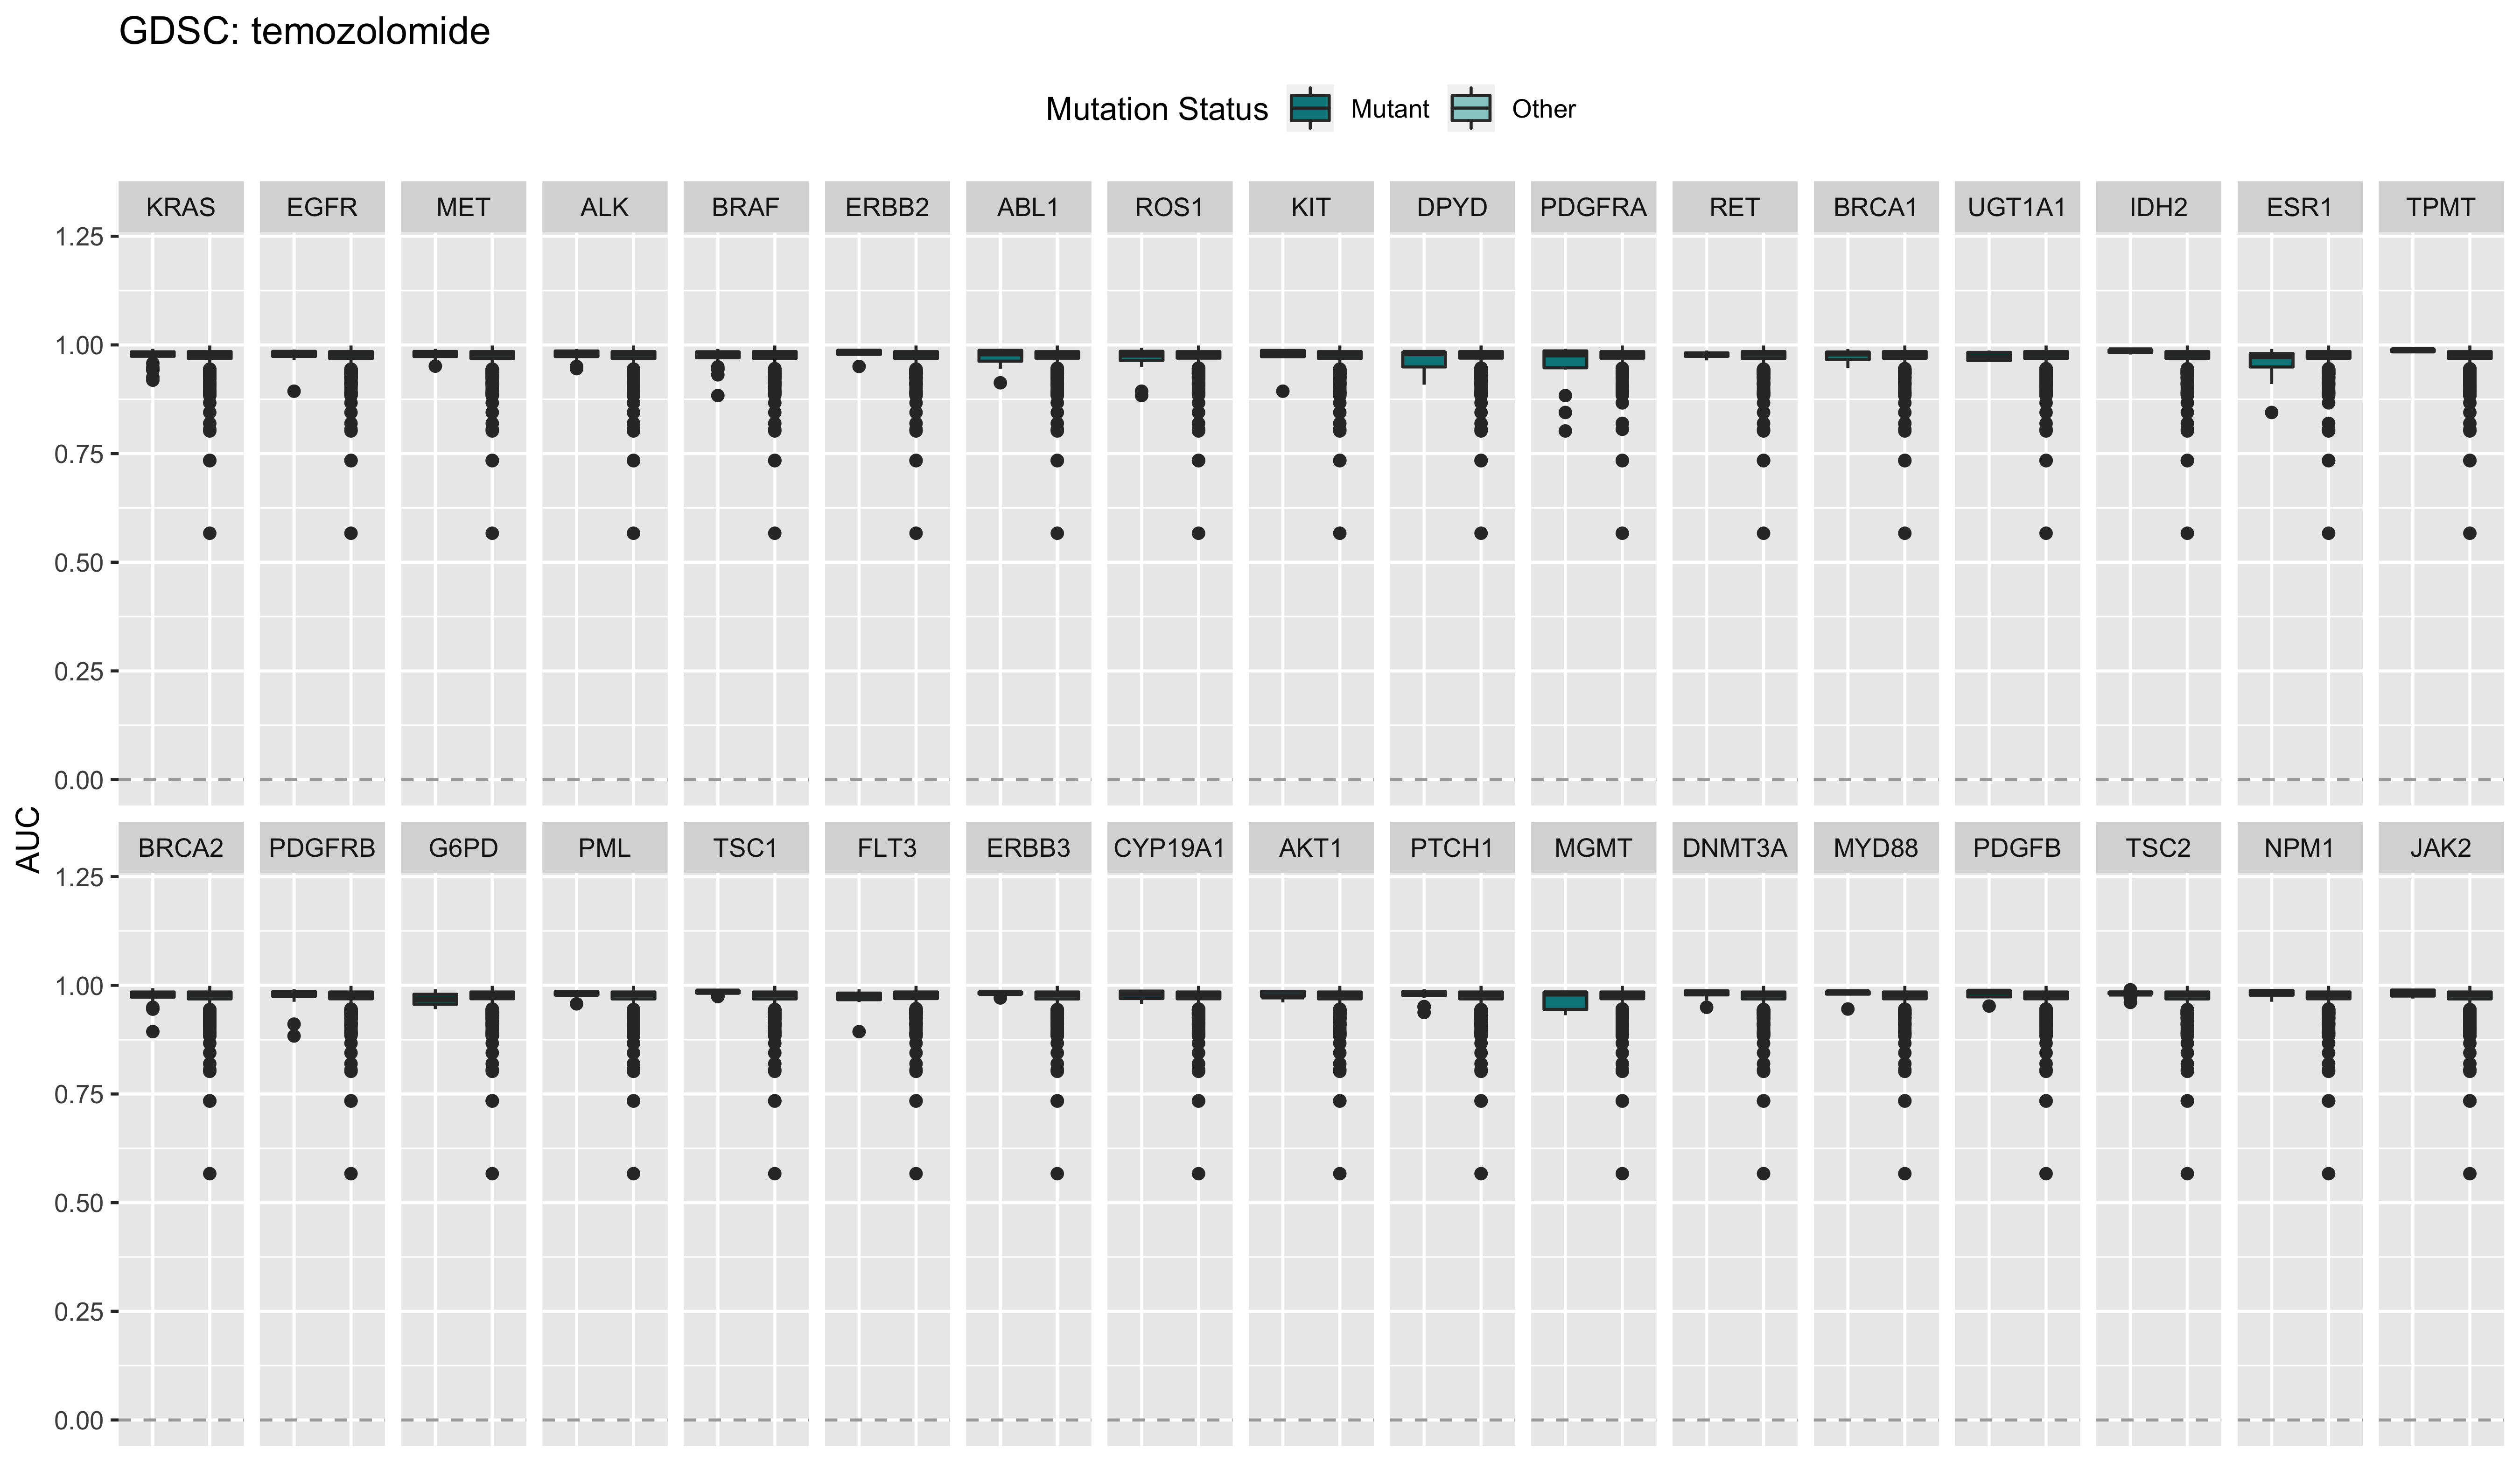 GDSC: temozolomide
Mutation Status Mutant Other
KRAS EGFR MET ALK BRAF ERBB2 ABL1 ROS1 KIT DPYD PDGFRA RET BRCA1 UGT1A1 IDH2 ESR1 TPMT
1.25
1.00
0.75
0.50
0.25
0.00
AUC
BRCA2 PDGFRB G6PD PML TSC1 FLT3 ERBB3 CYP19A1 AKT1 PTCH1 MGMT DNMT3A MYD88 PDGFB TSC2 NPM1 JAK2
1.25
1.00
0.75
0.50
0.25
0.00